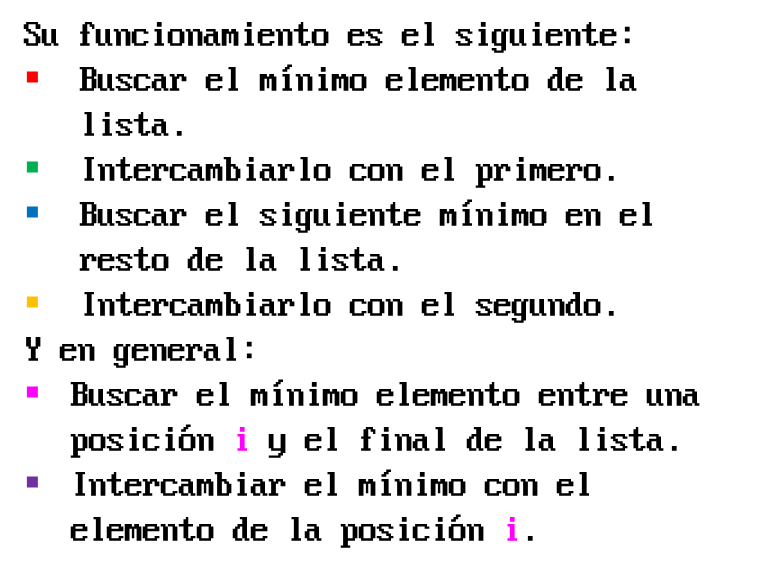 Su funcionamiento es el siguiente:
▪ Buscar el mínimo elemento de la
lista.
▪ Intercambiarlo con el primero.
▪ Buscar el siguiente mínimo en el
resto de la lista.
▪ Intercambiarlo con el segundo.
Y en general:
▪ Buscar el mínimo elemento entre una
posición i y el final de la lista.
▪ Intercambiar el mínimo con el
elemento de la posición i.